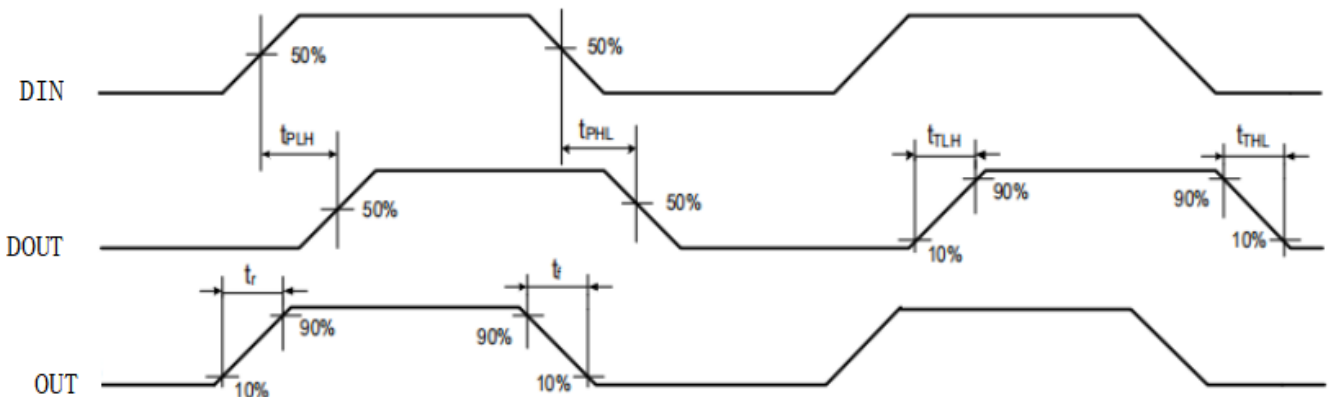 50% 50%
DIN
tPLH tPHL tTLH tTHL
50% 50% 90% 90%
DOUT 10% 10%
tr tf
90% 90%
OUT 10% 10%